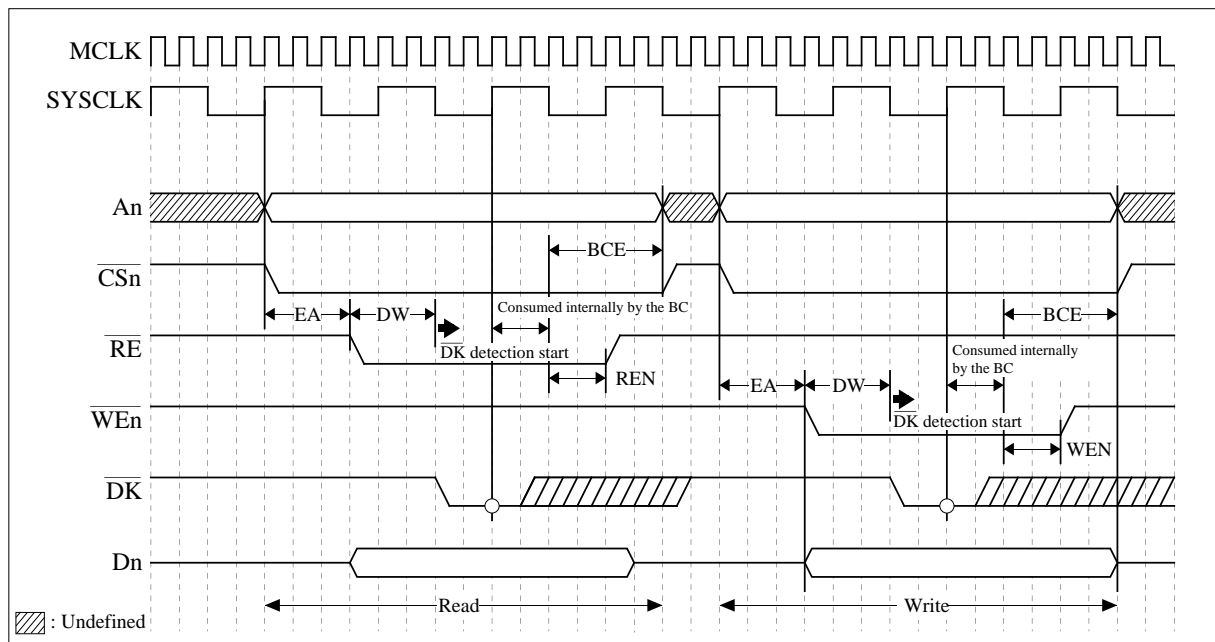 MCLK
SYSCLK
An
BCE
CSn
Consumed internally by the BC
EA
DW
BCE
RE
DK detection start
Consumed internally
by the BC
REN
EA
DW
WEn
DK detection start
WEN
DK
Dn
Read
Write
: Undefined